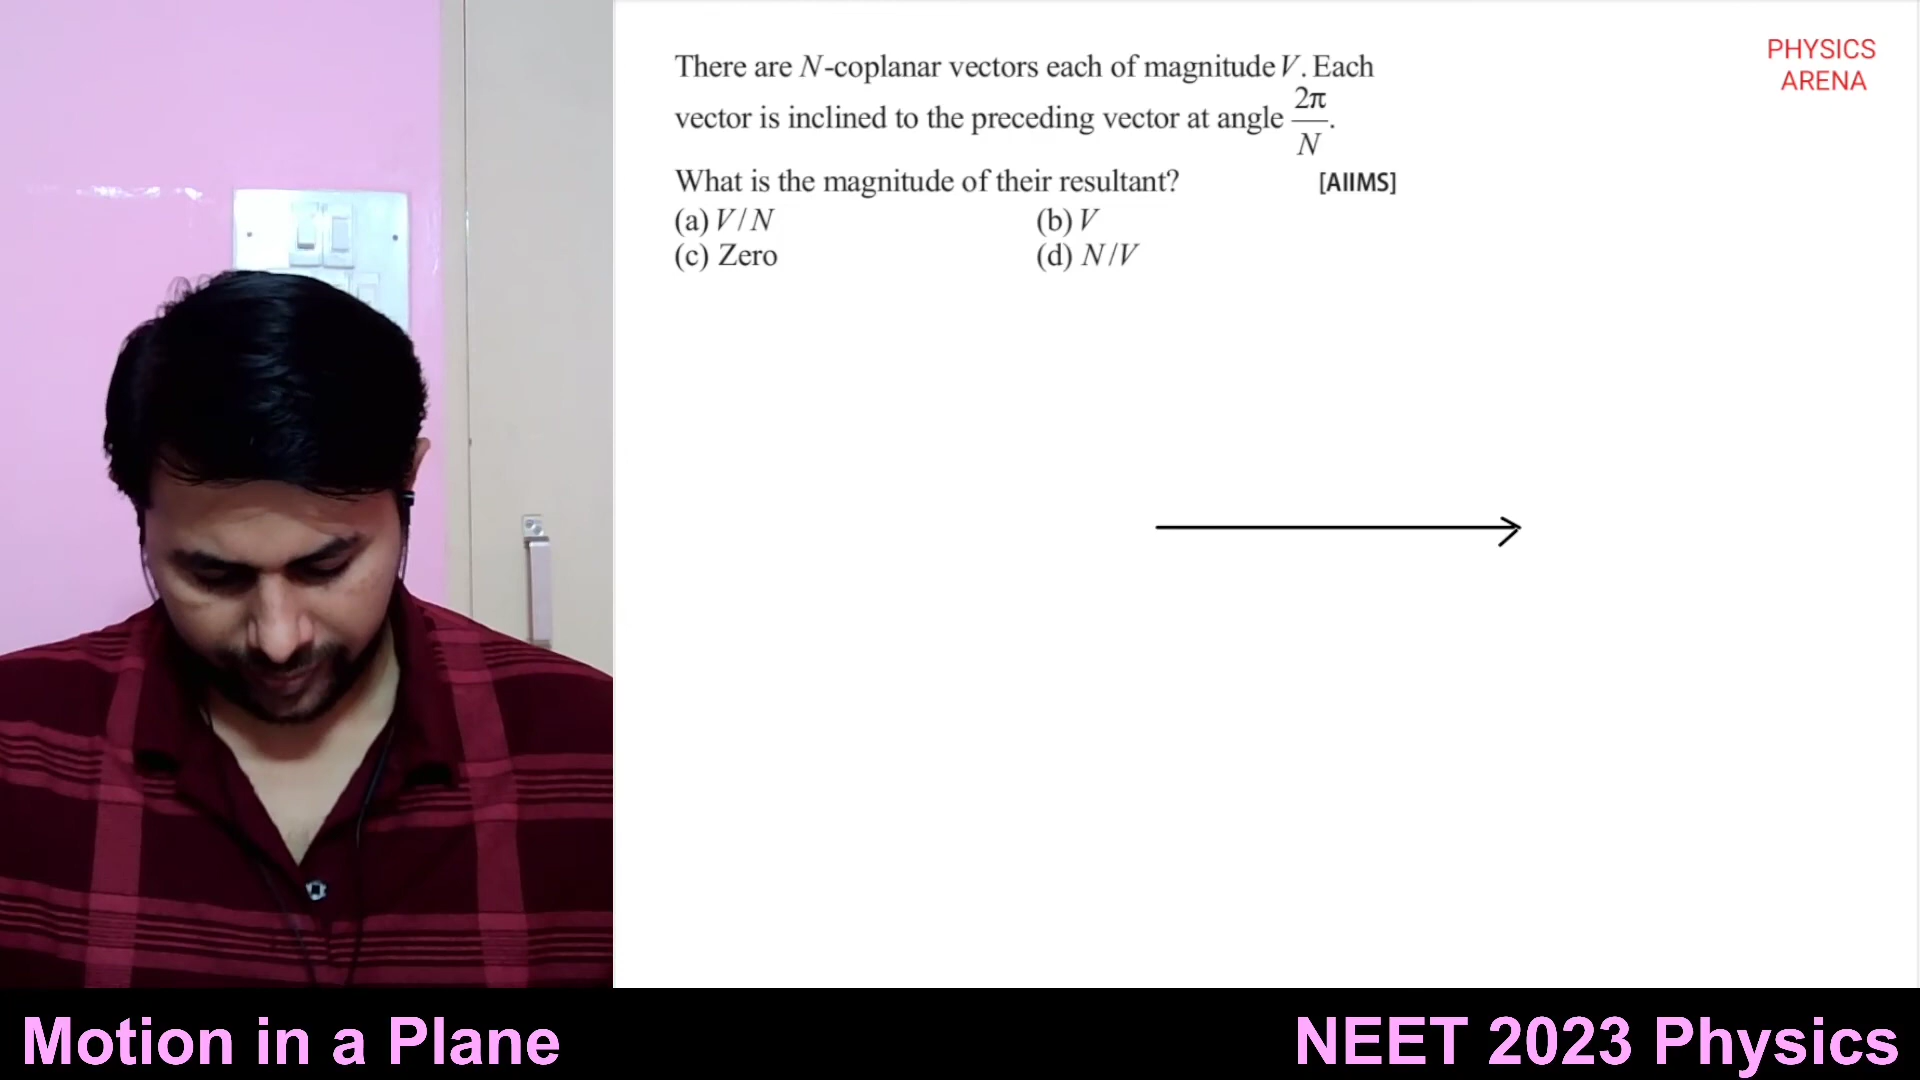 There are N-coplanar vectors each of magnitude V. Each
vector is inclined to the preceding vector at angle 2π/N.
What is the magnitude of their resultant? [AIIMS]
(a) V/N (b) V
(c) Zero (d) N/V
PHYSICS
ARENA
Motion in a Plane
NEET 2023 Physics